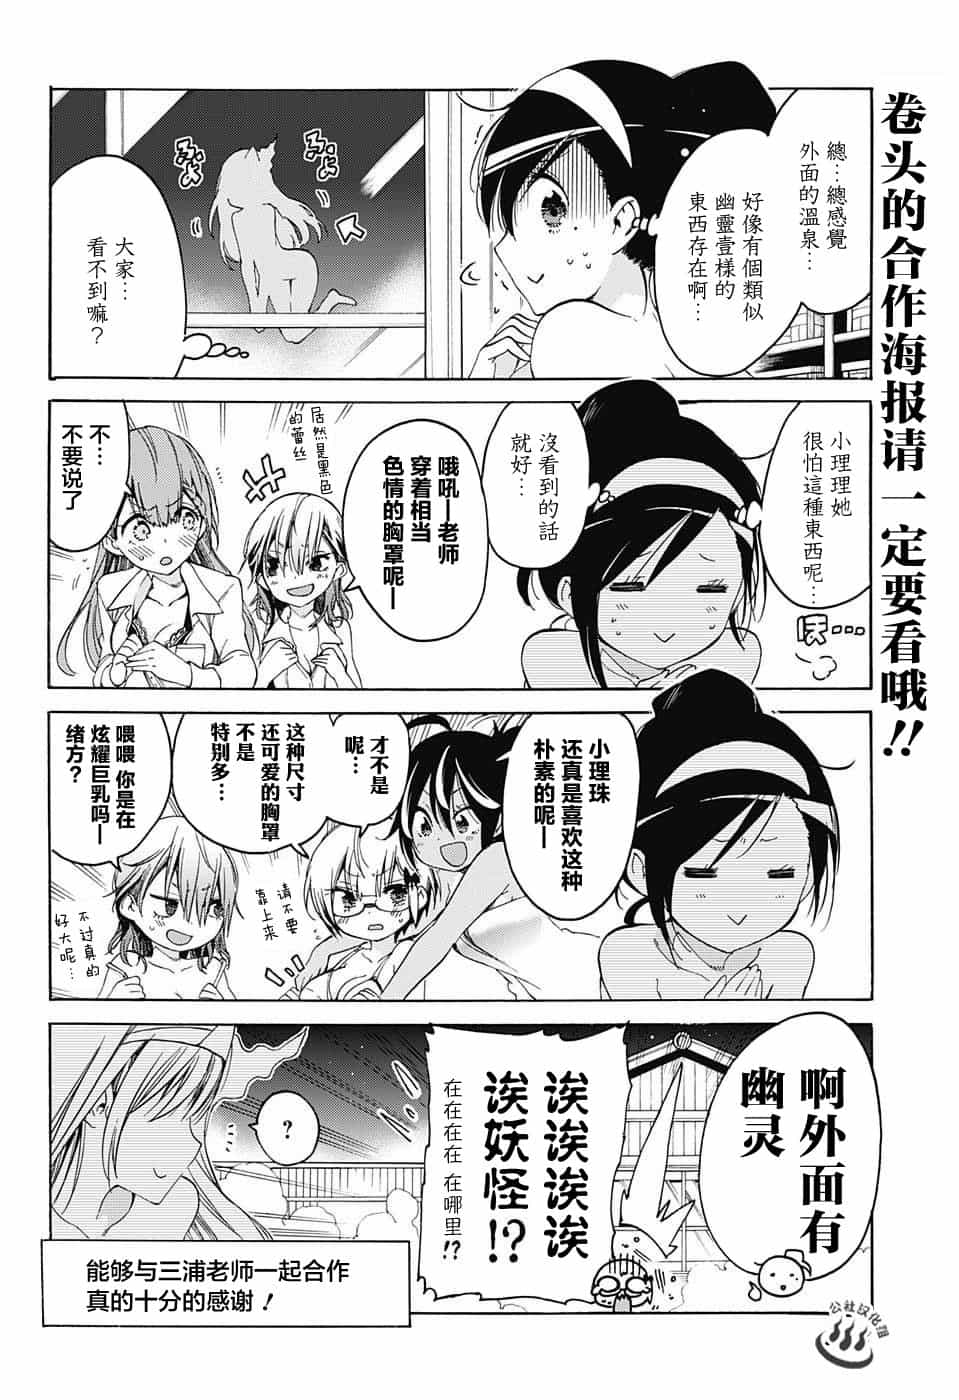 卷头的合作海报请一定要看哦!!
總…總感覺
外面的溫泉…
好像有個類似
幽靈壹樣的
東西存在啊…
大家…
看不到嘛？
小理理她
很怕這種東西呢…
沒看到的話
就好…
ほ…
哦吼—老师
穿着相当
色情的胸罩呢—
居然是黑色
的蕾丝
不…
不要说了
小理珠
还真是喜欢这种
朴素的呢—
才不是
呢…
这种尺寸
还可爱的胸罩
不是
特别多…
请不要
靠上来
喂喂 你是在
炫耀巨乳吗—
绪方?
不过真的
好大呢…
啊外面有
幽灵
诶诶诶诶
诶妖怪!?
在在在在 在哪里!?
?
能够与三浦老师一起合作
真的十分的感谢！
公社汉化组